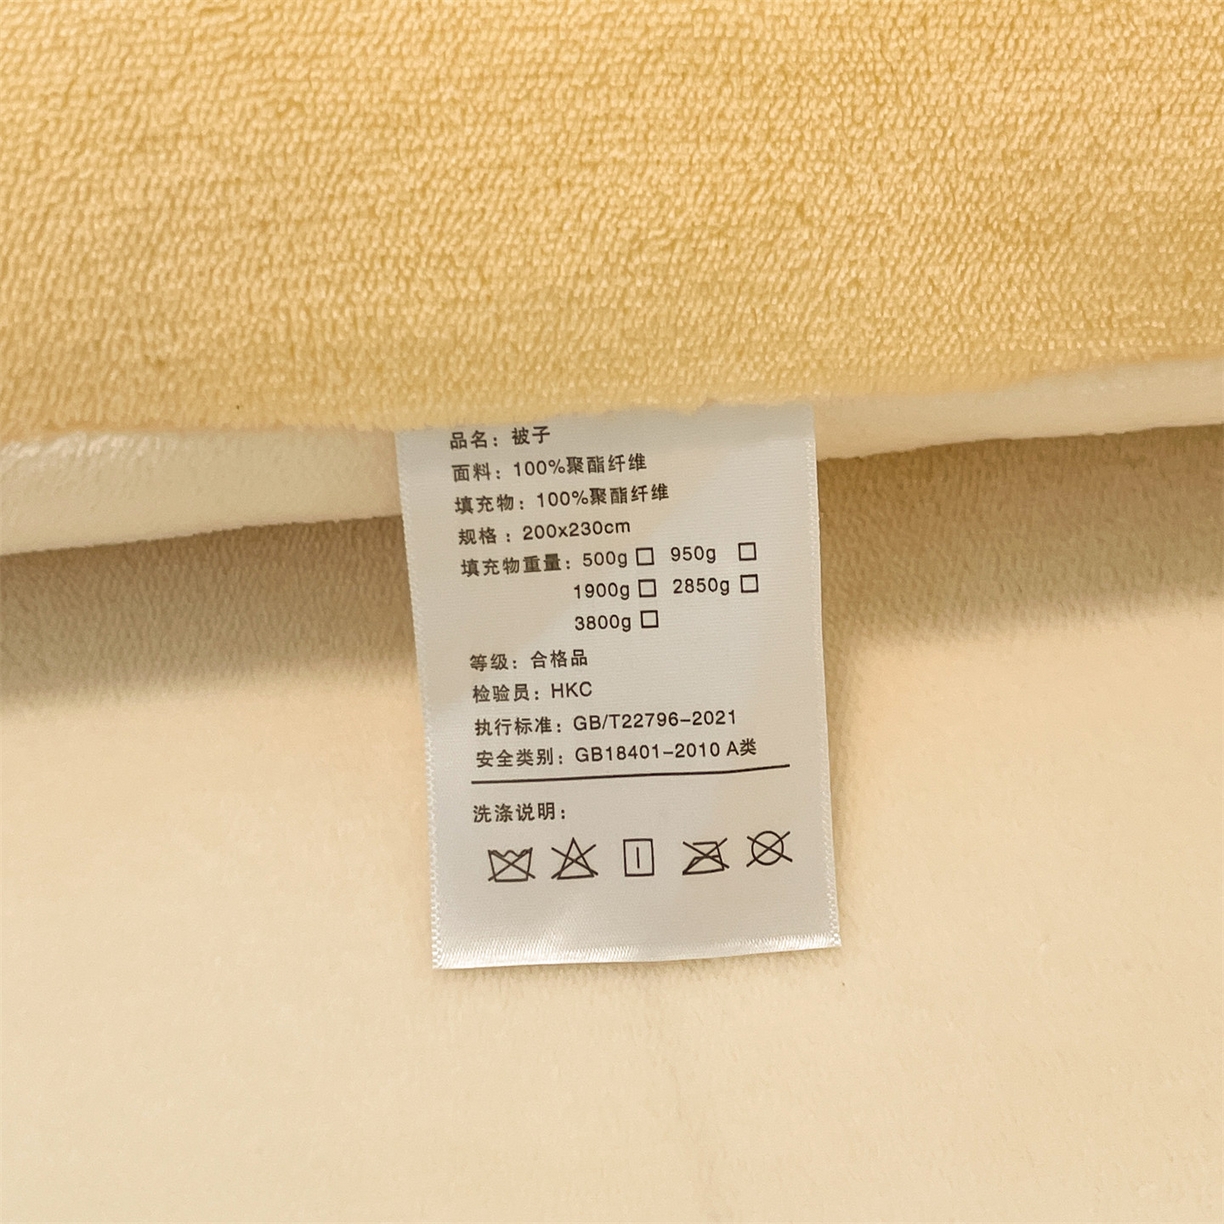 品名：被子
面料：100%聚酯纤维
填充物：100%聚酯纤维
规格：200x230cm
填充物重量：500g□ 950g □
1900g□ 2850g□
3800g□
等级：合格品
检验员：HKC
执行标准：GB/T22796-2021
安全类别：GB18401-2010 A类
洗涤说明：